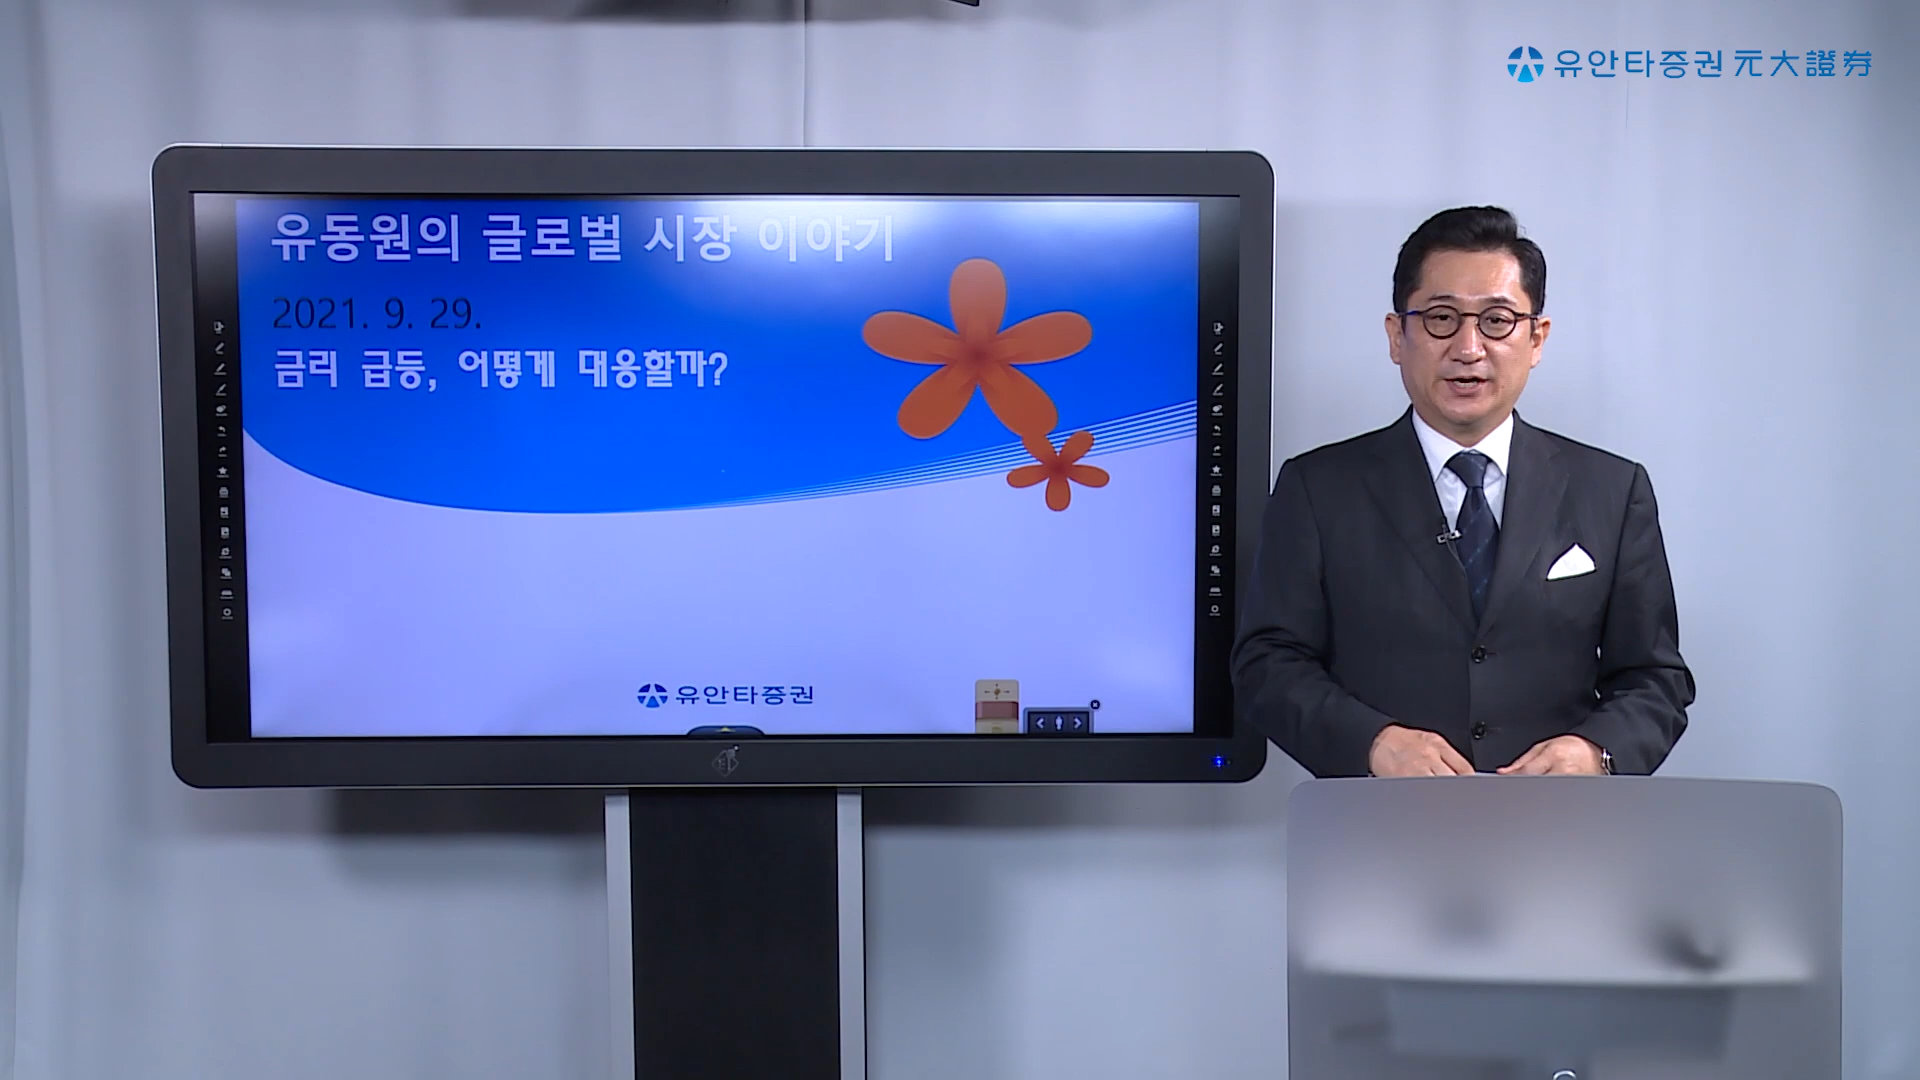 유안타증권 元大證券
유동원의 글로벌 시장 이야기
2021. 9. 29.
금리 급등, 어떻게 대응할까?
유안타증권